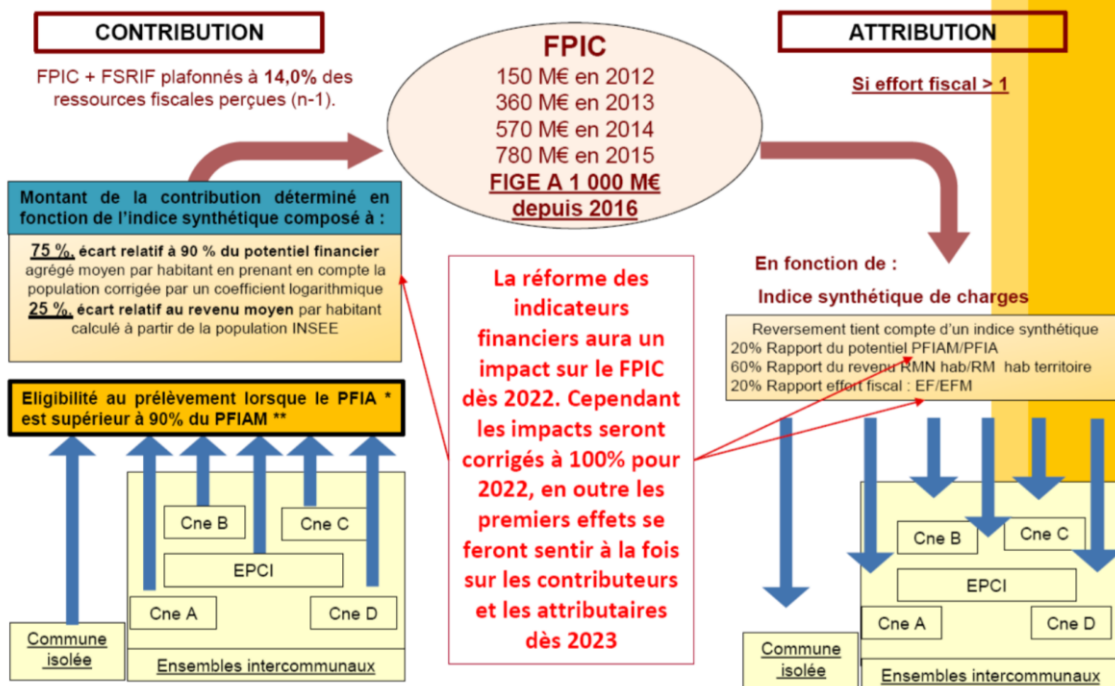 CONTRIBUTION
FPIC + FSRIF plafonnés à 14,0% des
ressources fiscales perçues (n-1).
FPIC
150 M€ en 2012
360 M€ en 2013
570 M€ en 2014
780 M€ en 2015
FIGE A 1 000 M€
depuis 2016
ATTRIBUTION
Si effort fiscal > 1
Montant de la contribution déterminé en
fonction de l'indice synthétique composé à :
75 %, écart relatif à 90 % du potentiel financier
agrégé moyen par habitant en prenant en compte la
population corrigée par un coefficient logarithmique
25 %, écart relatif au revenu moyen par habitant
calculé à partir de la population INSEE
Eligibilité au prélèvement lorsque le PFIA *
est supérieur à 90% du PFIAM **
Cne B
Cne C
EPCI
Cne A
Cne D
Commune
isolée
Ensembles intercommunaux
La réforme des
indicateurs
financiers aura un
impact sur le FPIC
dès 2022. Cependant
les impacts seront
corrigés à 100% pour
2022, en outre les
premiers effets se
feront sentir à la fois
sur les contributeurs
et les attributaires
dès 2023
En fonction de :
Indice synthétique de charges
Reversement tient compte d'un indice synthétique
20% Rapport du potentiel PFIAM/PFIA
60% Rapport du revenu RMN hab/RM hab territoire
20% Rapport effort fiscal : EF/EFM
Cne B
Cne C
EPCI
Cne A
Cne D
Commune
isolée
Ensembles intercommunaux